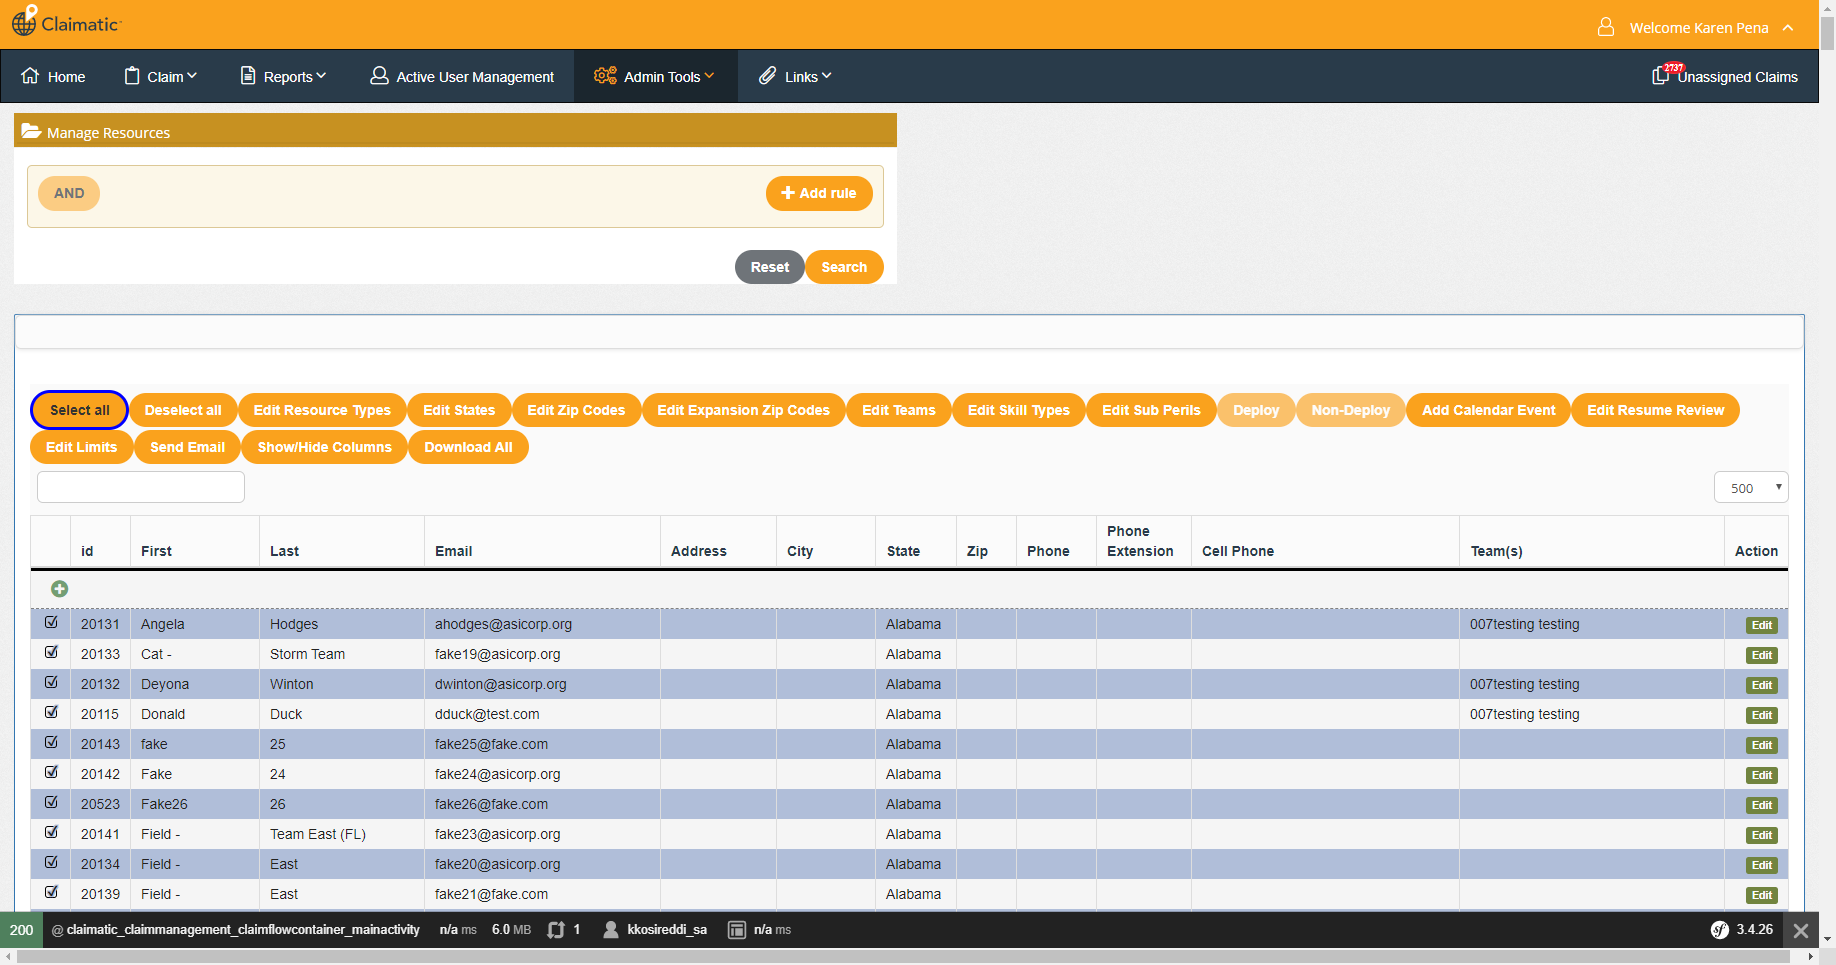 Claimatic
Welcome Karen Pena
Home Claim Reports Active User Management Admin Tools Links 2737 Unassigned Claims
Manage Resources
AND + Add rule
Reset Search
Select all Deselect all Edit Resource Types Edit States Edit Zip Codes Edit Expansion Zip Codes Edit Teams Edit Skill Types Edit Sub Perils Deploy Non-Deploy Add Calendar Event Edit Resume Review
Edit Limits Send Email Show/Hide Columns Download All
500
id First Last Email Address City State Zip Phone Phone Extension Cell Phone Team(s) Action
20131 Angela Hodges ahodges@asicorp.org Alabama 007testing testing Edit
20133 Cat - Storm Team fake19@asicorp.org Alabama Edit
20132 Deyona Winton dwinton@asicorp.org Alabama 007testing testing Edit
20115 Donald Duck dduck@test.com Alabama 007testing testing Edit
20143 fake 25 fake25@fake.com Alabama Edit
20142 Fake 24 fake24@asicorp.org Alabama Edit
20523 Fake26 26 fake26@fake.com Alabama Edit
20141 Field - Team East (FL) fake23@asicorp.org Alabama Edit
20134 Field - East fake20@asicorp.org Alabama Edit
20139 Field - East fake21@fake.com Alabama Edit
200 @ claimatic_claimmanagement_claimflowcontainer_mainactivity n/a ms 6.0 MB 1 kkosireddi_sa n/a ms sf 3.4.26